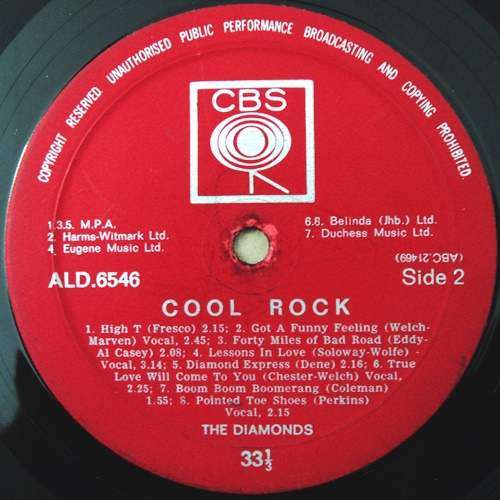 COPYRIGHT RESERVED. UNAUTHORISED PUBLIC PERFORMANCE BROADCASTING AND COPYING PROHIBITED.
CBS
1.3.5. M.P.A.
2. Harms-Witmark Ltd.
4. Eugene Music Ltd.
6.8. Belinda (Jhb.) Ltd.
7. Duchess Music Ltd.
(ABC.21469)
ALD.6546
Side 2
COOL ROCK
1. High T (Fresco) 2.15; 2. Got A Funny Feeling (Welch-
Marven) Vocal, 2.45; 3. Forty Miles of Bad Road (Eddy-
Al Casey) 2.08; 4. Lessons In Love (Soloway-Wolfe) -
Vocal, 3.14; 5. Diamond Express (Dene) 2.16; 6. True
Love Will Come To You (Chester-Welch) Vocal,
2.25; 7. Boom Boom Boomerang (Coleman)
1.55; 8. Pointed Toe Shoes (Perkins)
Vocal, 2.15
THE DIAMONDS
33⅓